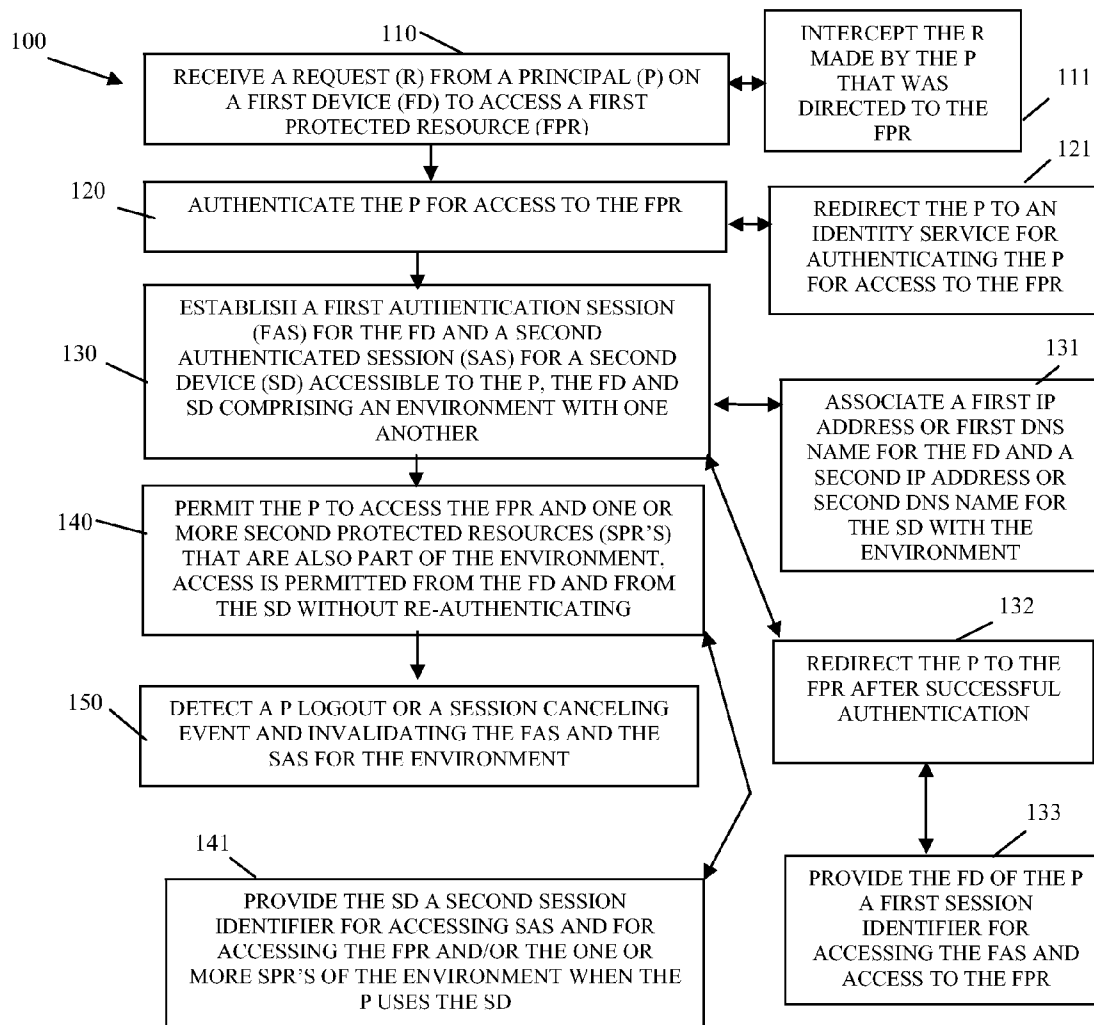 100
110
RECEIVE A REQUEST (R) FROM A PRINCIPAL (P) ON
A FIRST DEVICE (FD) TO ACCESS A FIRST
PROTECTED RESOURCE (FPR)
INTERCEPT THE R
MADE BY THE P
THAT WAS
DIRECTED TO THE
FPR
111
120
AUTHENTICATE THE P FOR ACCESS TO THE FPR
121
REDIRECT THE P TO AN
IDENTITY SERVICE FOR
AUTHENTICATING THE P
FOR ACCESS TO THE FPR
130
ESTABLISH A FIRST AUTHENTICATION SESSION
(FAS) FOR THE FD AND A SECOND
AUTHENTICATED SESSION (SAS) FOR A SECOND
DEVICE (SD) ACCESSIBLE TO THE P, THE FD AND
SD COMPRISING AN ENVIRONMENT WITH ONE
ANOTHER
131
ASSOCIATE A FIRST IP
ADDRESS OR FIRST DNS
NAME FOR THE FD AND A
SECOND IP ADDRESS OR
SECOND DNS NAME FOR
THE SD WITH THE
ENVIRONMENT
140
PERMIT THE P TO ACCESS THE FPR AND ONE OR
MORE SECOND PROTECTED RESOURCES (SPR'S)
THAT ARE ALSO PART OF THE ENVIRONMENT,
ACCESS IS PERMITTED FROM THE FD AND FROM
THE SD WITHOUT RE-AUTHENTICATING
132
REDIRECT THE P TO THE
FPR AFTER SUCCESSFUL
AUTHENTICATION
150
DETECT A P LOGOUT OR A SESSION CANCELING
EVENT AND INVALIDATING THE FAS AND THE
SAS FOR THE ENVIRONMENT
133
PROVIDE THE FD OF THE P
A FIRST SESSION
IDENTIFIER FOR
ACCESSING THE FAS AND
ACCESS TO THE FPR
141
PROVIDE THE SD A SECOND SESSION
IDENTIFIER FOR ACCESSING SAS AND FOR
ACCESSING THE FPR AND/OR THE ONE OR
MORE SPR'S OF THE ENVIRONMENT WHEN THE
P USES THE SD